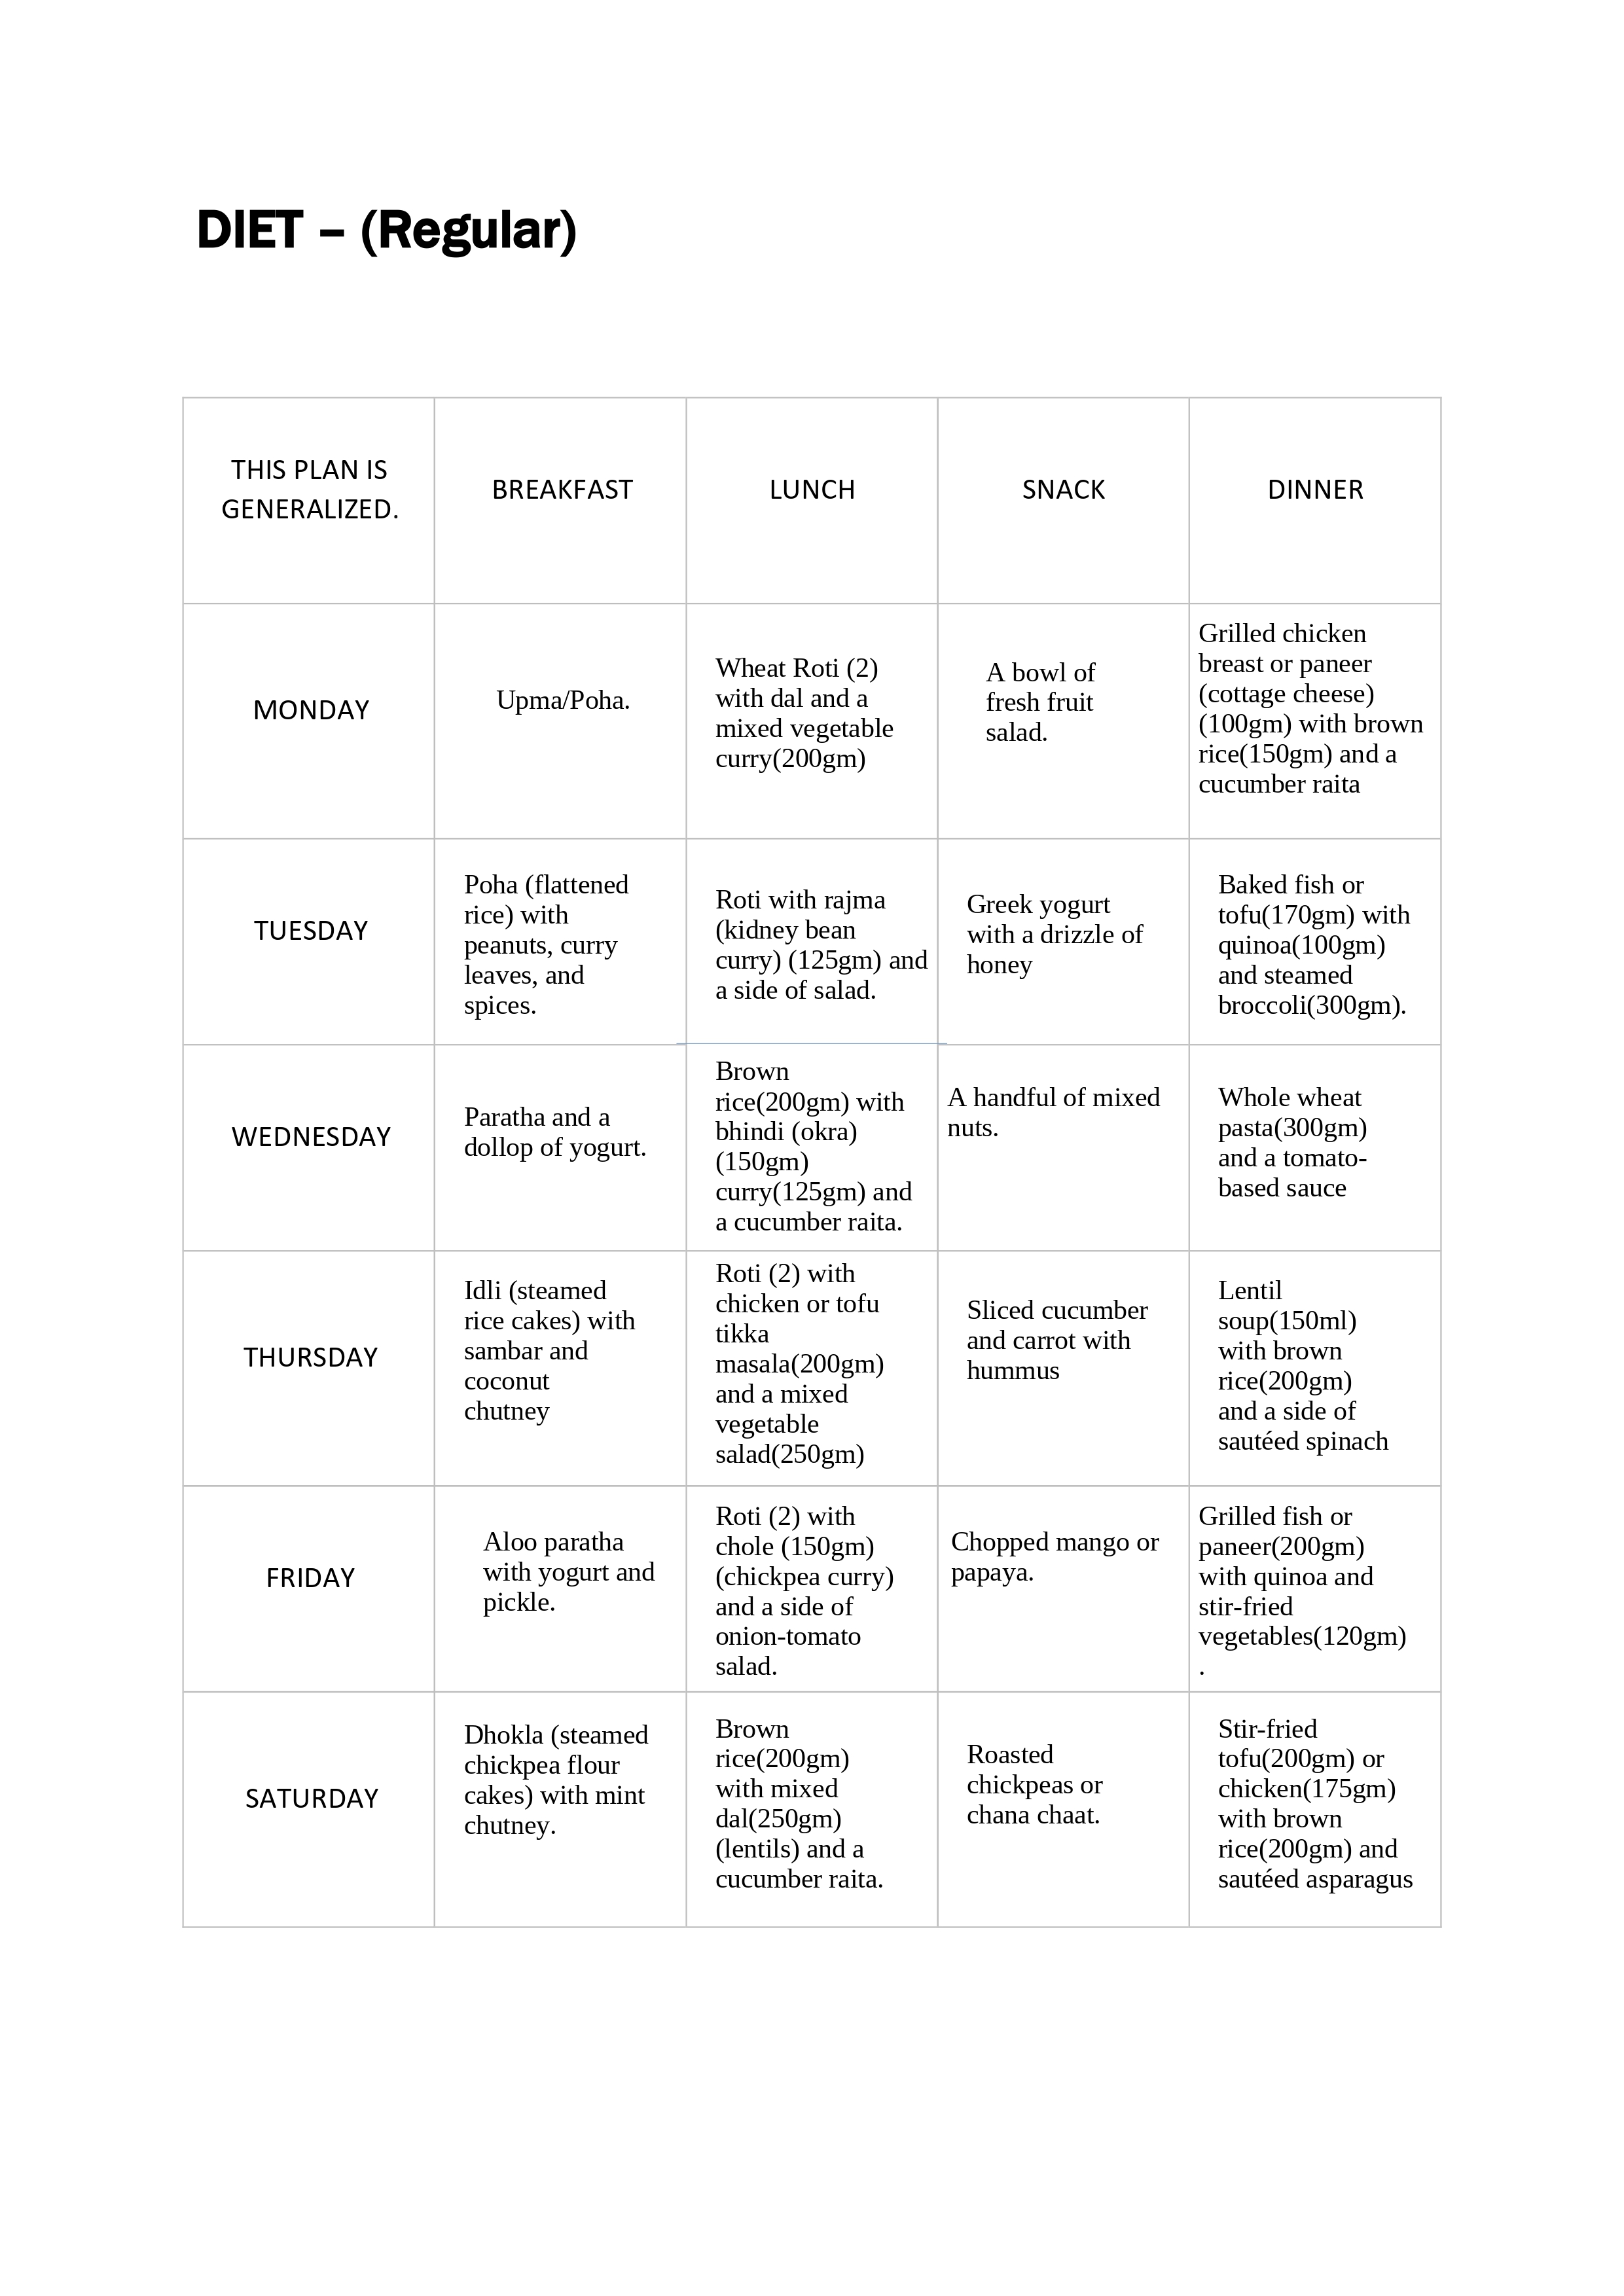 DIET – (Regular)
THIS PLAN IS
GENERALIZED.
BREAKFAST
LUNCH
SNACK
DINNER
MONDAY
Upma/Poha.
Wheat Roti (2)
with dal and a
mixed vegetable
curry(200gm)
A bowl of
fresh fruit
salad.
Grilled chicken
breast or paneer
(cottage cheese)
(100gm) with brown
rice(150gm) and a
cucumber raita
TUESDAY
Poha (flattened
rice) with
peanuts, curry
leaves, and
spices.
Roti with rajma
(kidney bean
curry) (125gm) and
a side of salad.
Greek yogurt
with a drizzle of
honey
Baked fish or
tofu(170gm) with
quinoa(100gm)
and steamed
broccoli(300gm).
WEDNESDAY
Paratha and a
dollop of yogurt.
Brown
rice(200gm) with
bhindi (okra)
(150gm)
curry(125gm) and
a cucumber raita.
A handful of mixed
nuts.
Whole wheat
pasta(300gm)
and a tomato-
based sauce
THURSDAY
Idli (steamed
rice cakes) with
sambar and
coconut
chutney
Roti (2) with
chicken or tofu
tikka
masala(200gm)
and a mixed
vegetable
salad(250gm)
Sliced cucumber
and carrot with
hummus
Lentil
soup(150ml)
with brown
rice(200gm)
and a side of
sautéed spinach
FRIDAY
Aloo paratha
with yogurt and
pickle.
Roti (2) with
chole (150gm)
(chickpea curry)
and a side of
onion-tomato
salad.
Chopped mango or
papaya.
Grilled fish or
paneer(200gm)
with quinoa and
stir-fried
vegetables(120gm)
.
SATURDAY
Dhokla (steamed
chickpea flour
cakes) with mint
chutney.
Brown
rice(200gm)
with mixed
dal(250gm)
(lentils) and a
cucumber raita.
Roasted
chickpeas or
chana chaat.
Stir-fried
tofu(200gm) or
chicken(175gm)
with brown
rice(200gm) and
sautéed asparagus